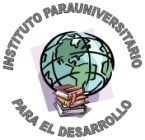 INSTITUTO PARAUNIVERSITARIO
PARA EL DESARROLLO